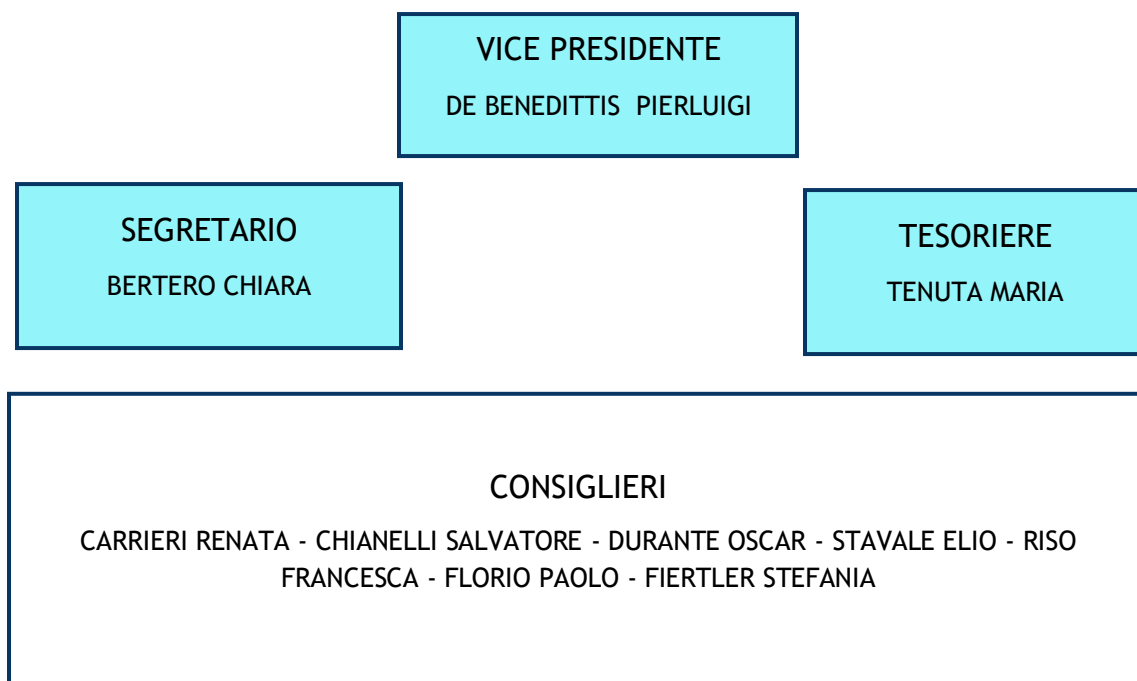 VICE PRESIDENTE
DE BENEDITTIS  PIERLUIGI
SEGRETARIO
BERTERO CHIARA
TESORIERE
TENUTA MARIA
CONSIGLIERI
CARRIERI RENATA - CHIANELLI SALVATORE - DURANTE OSCAR - STAVALE ELIO - RISO
FRANCESCA - FLORIO PAOLO - FIERTLER STEFANIA